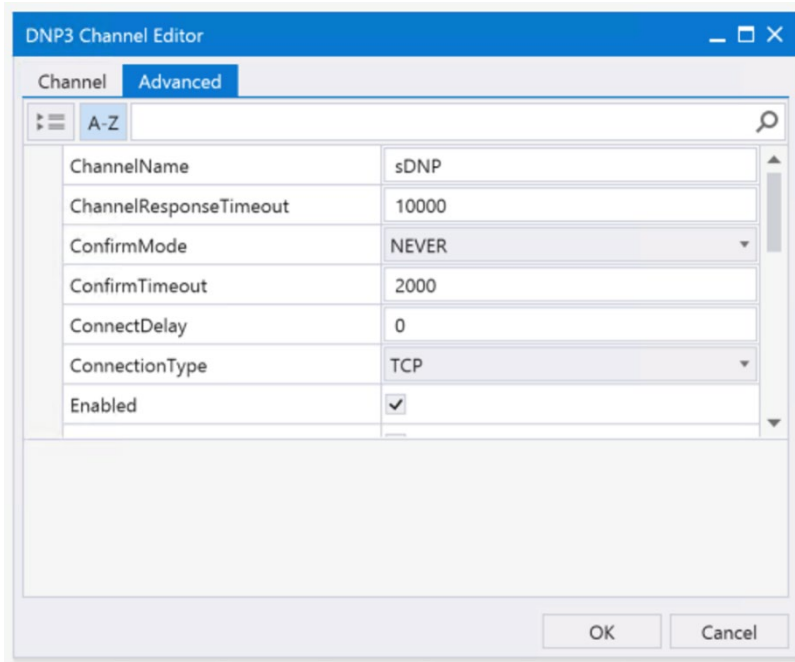 DNP3 Channel Editor
Channel Advanced
A-Z
ChannelName sDNP
ChannelResponseTimeout 10000
ConfirmMode NEVER
ConfirmTimeout 2000
ConnectDelay 0
ConnectionType TCP
Enabled
OK Cancel